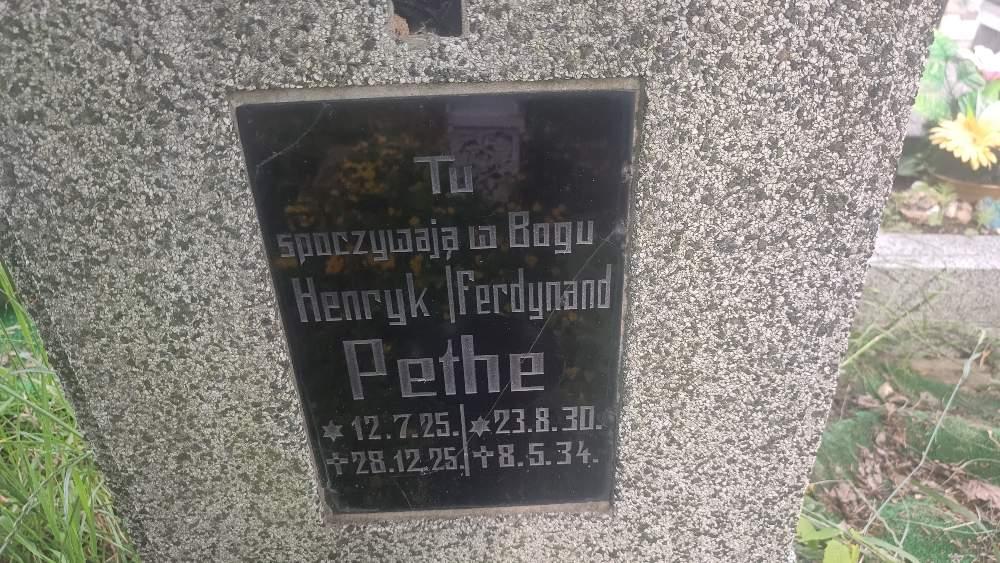 Tu
spoczywają w Bogu
Henryk | Ferdynand
Pethe
✶ 12.7.25. | ✶ 23.8.30.
✝ 28.12.25. | ✝ 8.5.34.